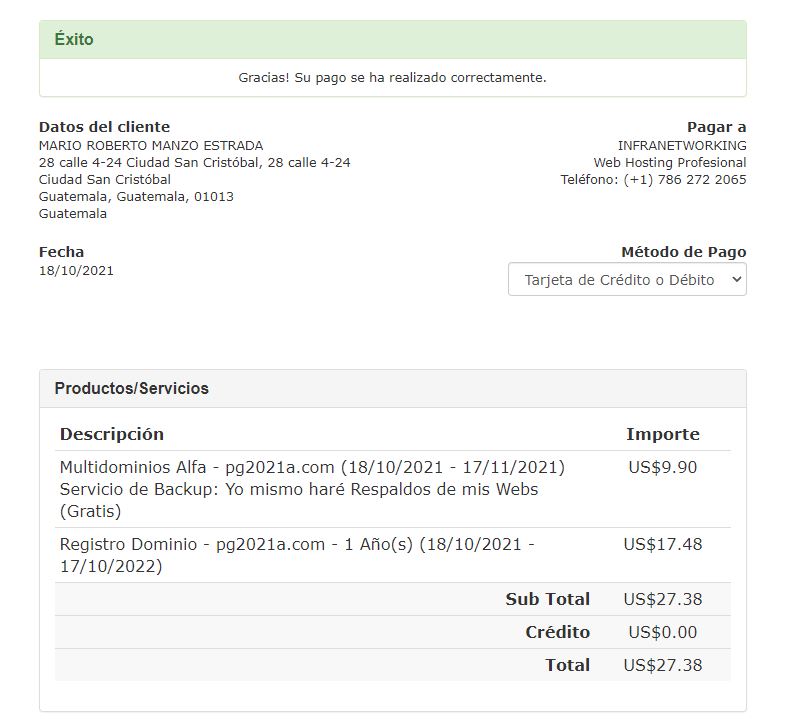 Éxito
Gracias! Su pago se ha realizado correctamente.
Datos del cliente
MARIO ROBERTO MANZO ESTRADA
28 calle 4-24 Ciudad San Cristóbal, 28 calle 4-24
Ciudad San Cristóbal
Guatemala, Guatemala, 01013
Guatemala
Pagar a
INFRANETWORKING
Web Hosting Profesional
Teléfono: (+1) 786 272 2065
Fecha
18/10/2021
Método de Pago
Tarjeta de Crédito o Débito
Productos/Servicios
Descripción Importe
Multidominios Alfa - pg2021a.com (18/10/2021 - 17/11/2021) US$9.90
Servicio de Backup: Yo mismo haré Respaldos de mis Webs
(Gratis)
Registro Dominio - pg2021a.com - 1 Año(s) (18/10/2021 - US$17.48
17/10/2022)
Sub Total US$27.38
Crédito US$0.00
Total US$27.38